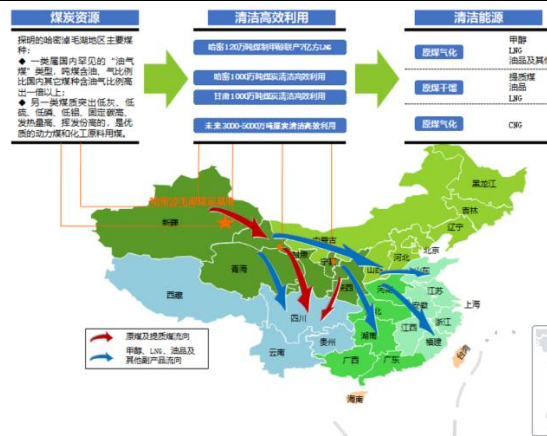 煤炭资源
探明的哈密淖毛湖地区主要煤
种:
◆ 一类属国内罕见的“油气
煤”类型, 吨煤含油、气比例
比国内其它煤种含油气比例高
出一倍以上;
◆ 另一类煤质突出低灰、低
硫、低磷、低铝、固定碳高、
发热量高、挥发份高的, 是优
质的动力煤和化工原料用煤。
清洁高效利用
哈密120万吨煤制甲醇联产7亿方LNG
哈密1000万吨煤炭清洁高效利用
甘肃1000万吨煤炭清洁高效利用
未来3000-5000万吨煤炭清洁高效利用
清洁能源
原煤气化
甲醇
LNG
油品及其他
原煤干馏
提质煤
油品
LNG
原煤气化
CNG
黑龙江
吉林
辽宁
内蒙古
北京
河北
新疆
青海
西藏
四川
云南
贵州
湖南
广西
广东
江西
安徽
江苏
上海
浙江
福建
台湾
海南
原煤及提质煤流向
甲醇、LNG、油品及
其他副产品流向